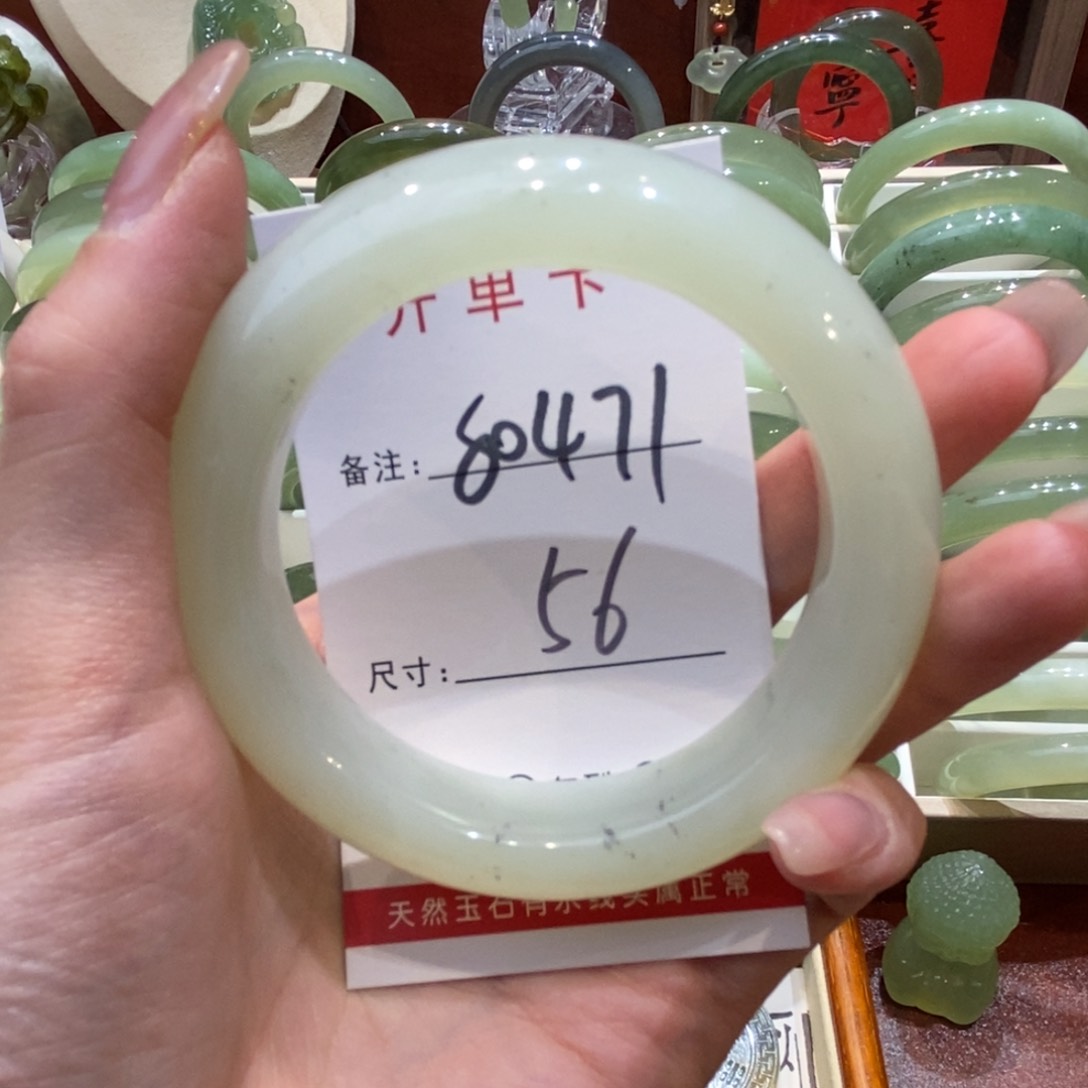 单下
备注: 80471
尺寸: 56
天然玉石有水线实属正常
寧